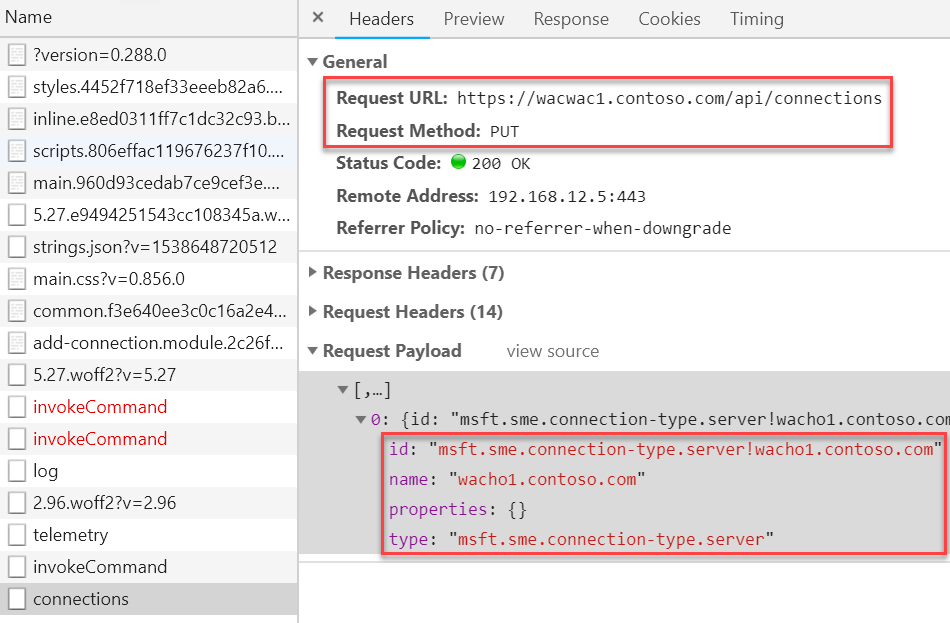 Name
?version=0.288.0
styles.4452f718ef33eeeb82a6....
inline.e8ed0311ff7c1dc32c93.b...
scripts.806effac119676237f10....
main.960d93cedab7ce9cef3e....
5.27.e9494251543cc108345a.w...
strings.json?v=1538648720512
main.css?v=0.856.0
common.f3e640ee3c0c16a2e4...
add-connection.module.2c26f...
5.27.woff2?v=5.27
invokeCommand
invokeCommand
log
2.96.woff2?v=2.96
telemetry
invokeCommand
connections
× Headers Preview Response Cookies Timing
General
Request URL: https://wacwac1.contoso.com/api/connections
Request Method: PUT
Status Code: 200 OK
Remote Address: 192.168.12.5:443
Referrer Policy: no-referrer-when-downgrade
Response Headers (7)
Request Headers (14)
Request Payload view source
[,…]
0: {id: "msft.sme.connection-type.server!wacho1.contoso.com
id: "msft.sme.connection-type.server!wacho1.contoso.com"
name: "wacho1.contoso.com"
properties: {}
type: "msft.sme.connection-type.server"